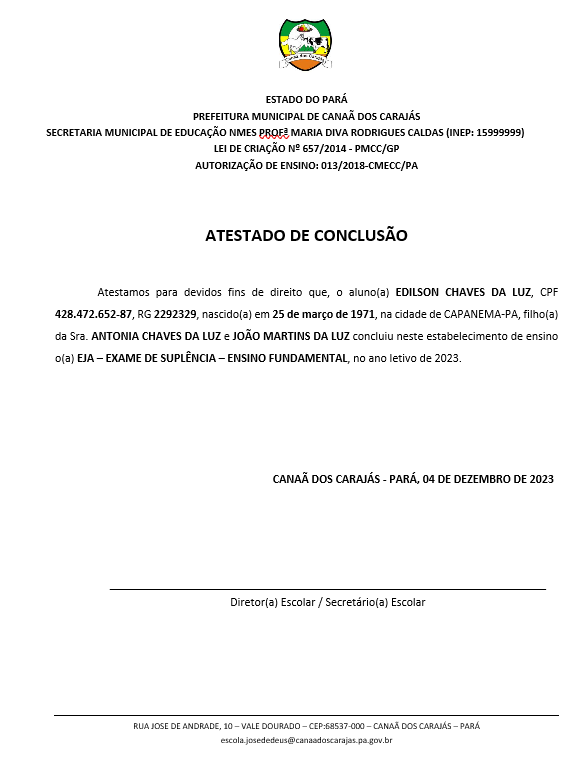 Canaã dos Carajás
ESTADO DO PARÁ
PREFEITURA MUNICIPAL DE CANAÃ DOS CARAJÁS
SECRETARIA MUNICIPAL DE EDUCAÇÃO NMES PROFª MARIA DIVA RODRIGUES CALDAS (INEP: 15999999)
LEI DE CRIAÇÃO Nº 657/2014 - PMCC/GP
AUTORIZAÇÃO DE ENSINO: 013/2018-CMECC/PA
ATESTADO DE CONCLUSÃO
Atestamos para devidos fins de direito que, o aluno(a) EDILSON CHAVES DA LUZ, CPF
428.472.652-87, RG 2292329, nascido(a) em 25 de março de 1971, na cidade de CAPANEMA-PA, filho(a)
da Sra. ANTONIA CHAVES DA LUZ e JOÃO MARTINS DA LUZ concluiu neste estabelecimento de ensino
o(a) EJA – EXAME DE SUPLÊNCIA – ENSINO FUNDAMENTAL, no ano letivo de 2023.
CANAÃ DOS CARAJÁS - PARÁ, 04 DE DEZEMBRO DE 2023
Diretor(a) Escolar / Secretário(a) Escolar
RUA JOSE DE ANDRADE, 10 – VALE DOURADO – CEP:68537-000 – CANAÃ DOS CARAJÁS – PARÁ
escola.josededeus@canaadoscarajas.pa.gov.br